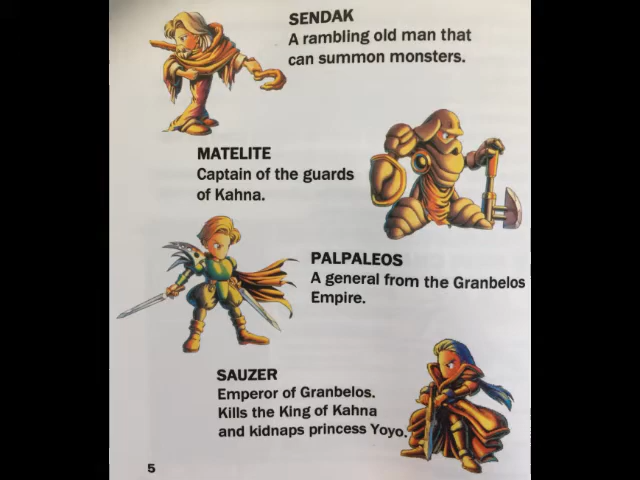 SENDAK
A rambling old man that
can summon monsters.
MATELITE
Captain of the guards
of Kahna.
PALPALEOS
A general from the Granbelos
Empire.
SAUZER
Emperor of Granbelos.
Kills the King of Kahna
and kidnaps princess Yoyo.
5